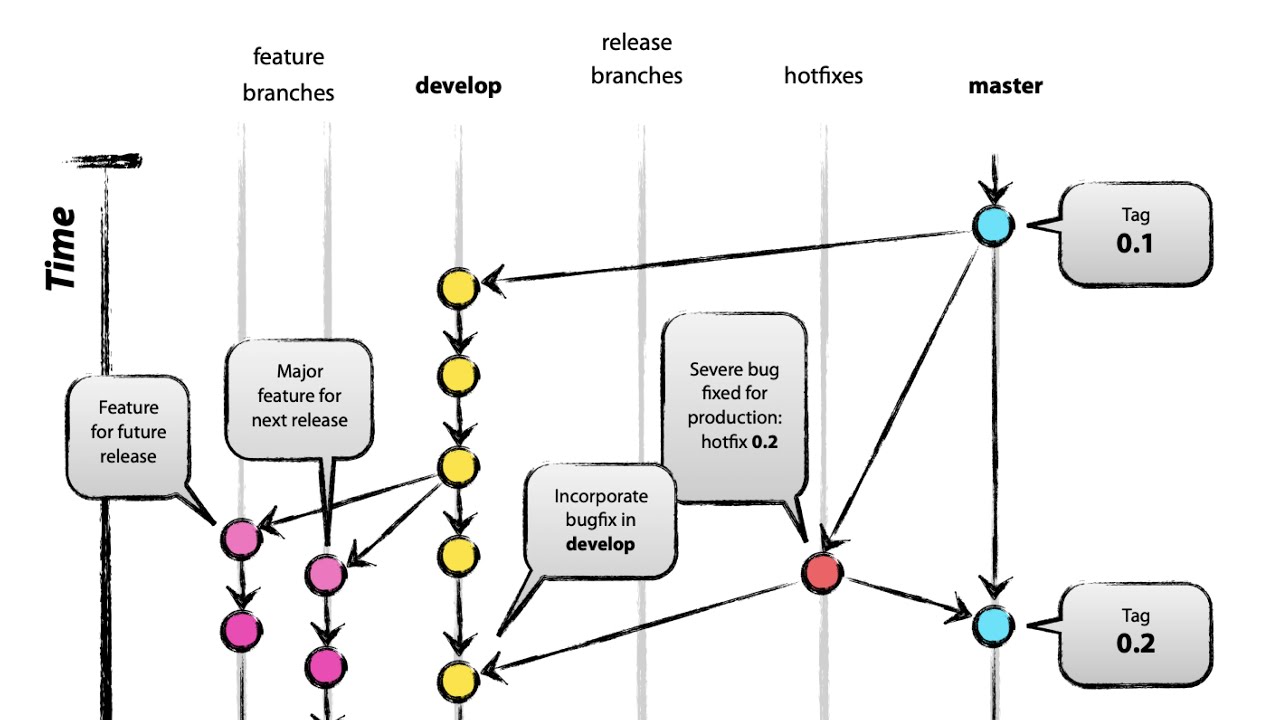 feature
branches
develop
release
branches
hotfixes
master
Time
Tag
0.1
Feature
for future
release
Major
feature for
next release
Severe bug
fixed for
production:
hotfix 0.2
Incorporate
bugfix in
develop
Tag
0.2